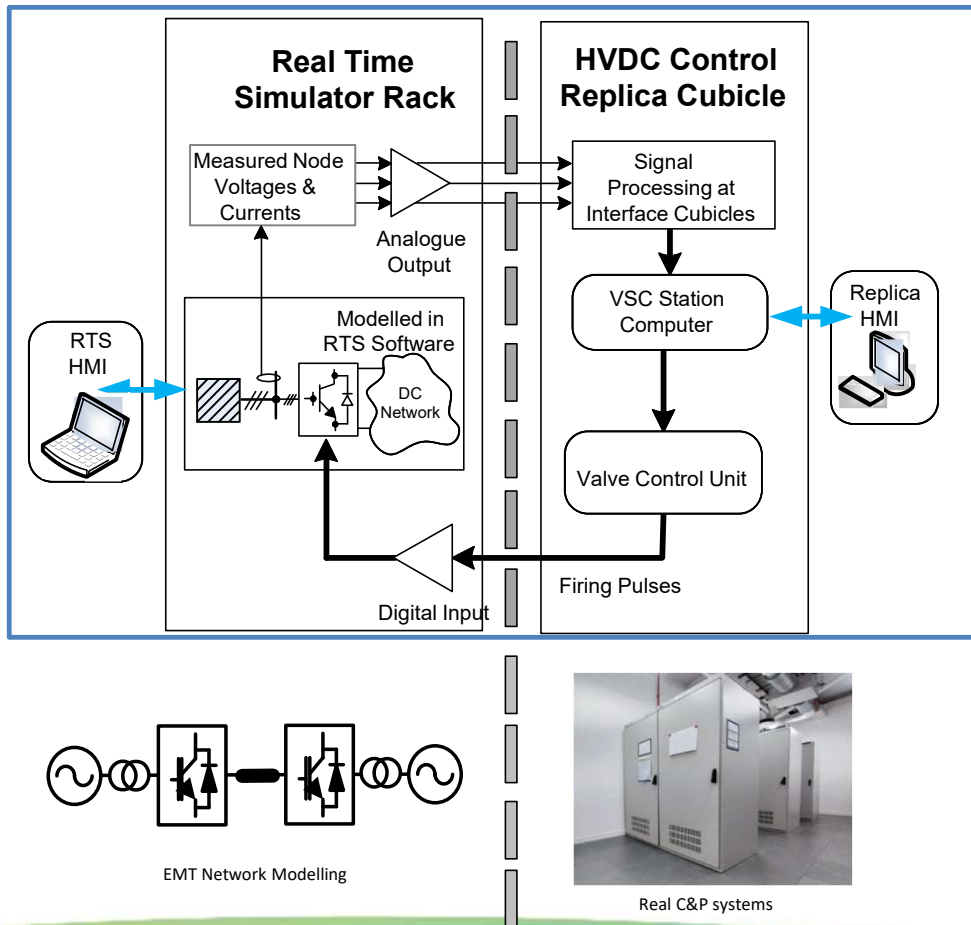 Real Time
Simulator Rack
HVDC Control
Replica Cubicle
Measured Node
Voltages &
Currents
Analogue
Output
Signal
Processing at
Interface Cubicles
RTS
HMI
Modelled in
RTS Software
DC
Network
VSC Station
Computer
Replica
HMI
Valve Control Unit
Digital Input
Firing Pulses
EMT Network Modelling
Real C&P systems